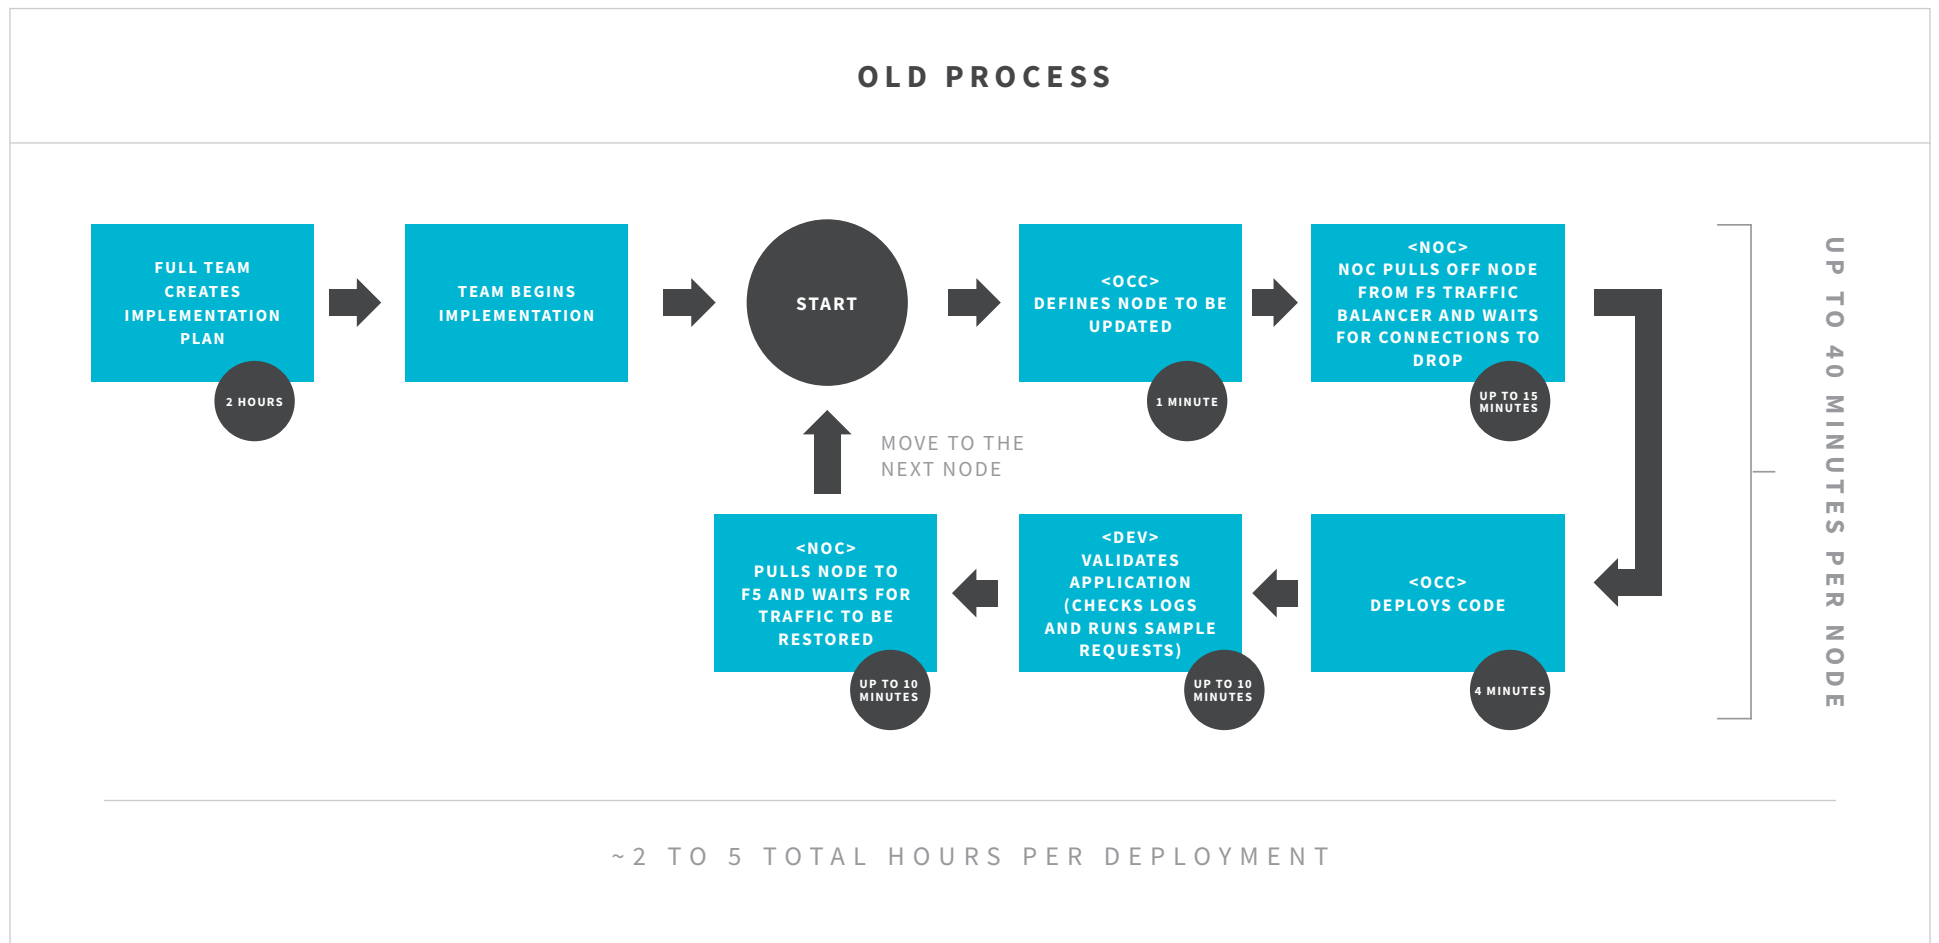 OLD PROCESS
FULL TEAM
CREATES
IMPLEMENTATION
PLAN
2 HOURS
TEAM BEGINS
IMPLEMENTATION
START
<OCC>
DEFINES NODE TO BE
UPDATED
1 MINUTE
<NOC>
NOC PULLS OFF NODE
FROM F5 TRAFFIC
BALANCER AND WAITS
FOR CONNECTIONS TO
DROP
UP TO 15
MINUTES
<OCC>
DEPLOYS CODE
4 MINUTES
<DEV>
VALIDATES
APPLICATION
(CHECKS LOGS
AND RUNS SAMPLE
REQUESTS)
UP TO 10
MINUTES
<NOC>
PULLS NODE TO
F5 AND WAITS FOR
TRAFFIC TO BE
RESTORED
UP TO 10
MINUTES
MOVE TO THE
NEXT NODE
UP TO 40 MINUTES PER NODE
~2 TO 5 TOTAL HOURS PER DEPLOYMENT